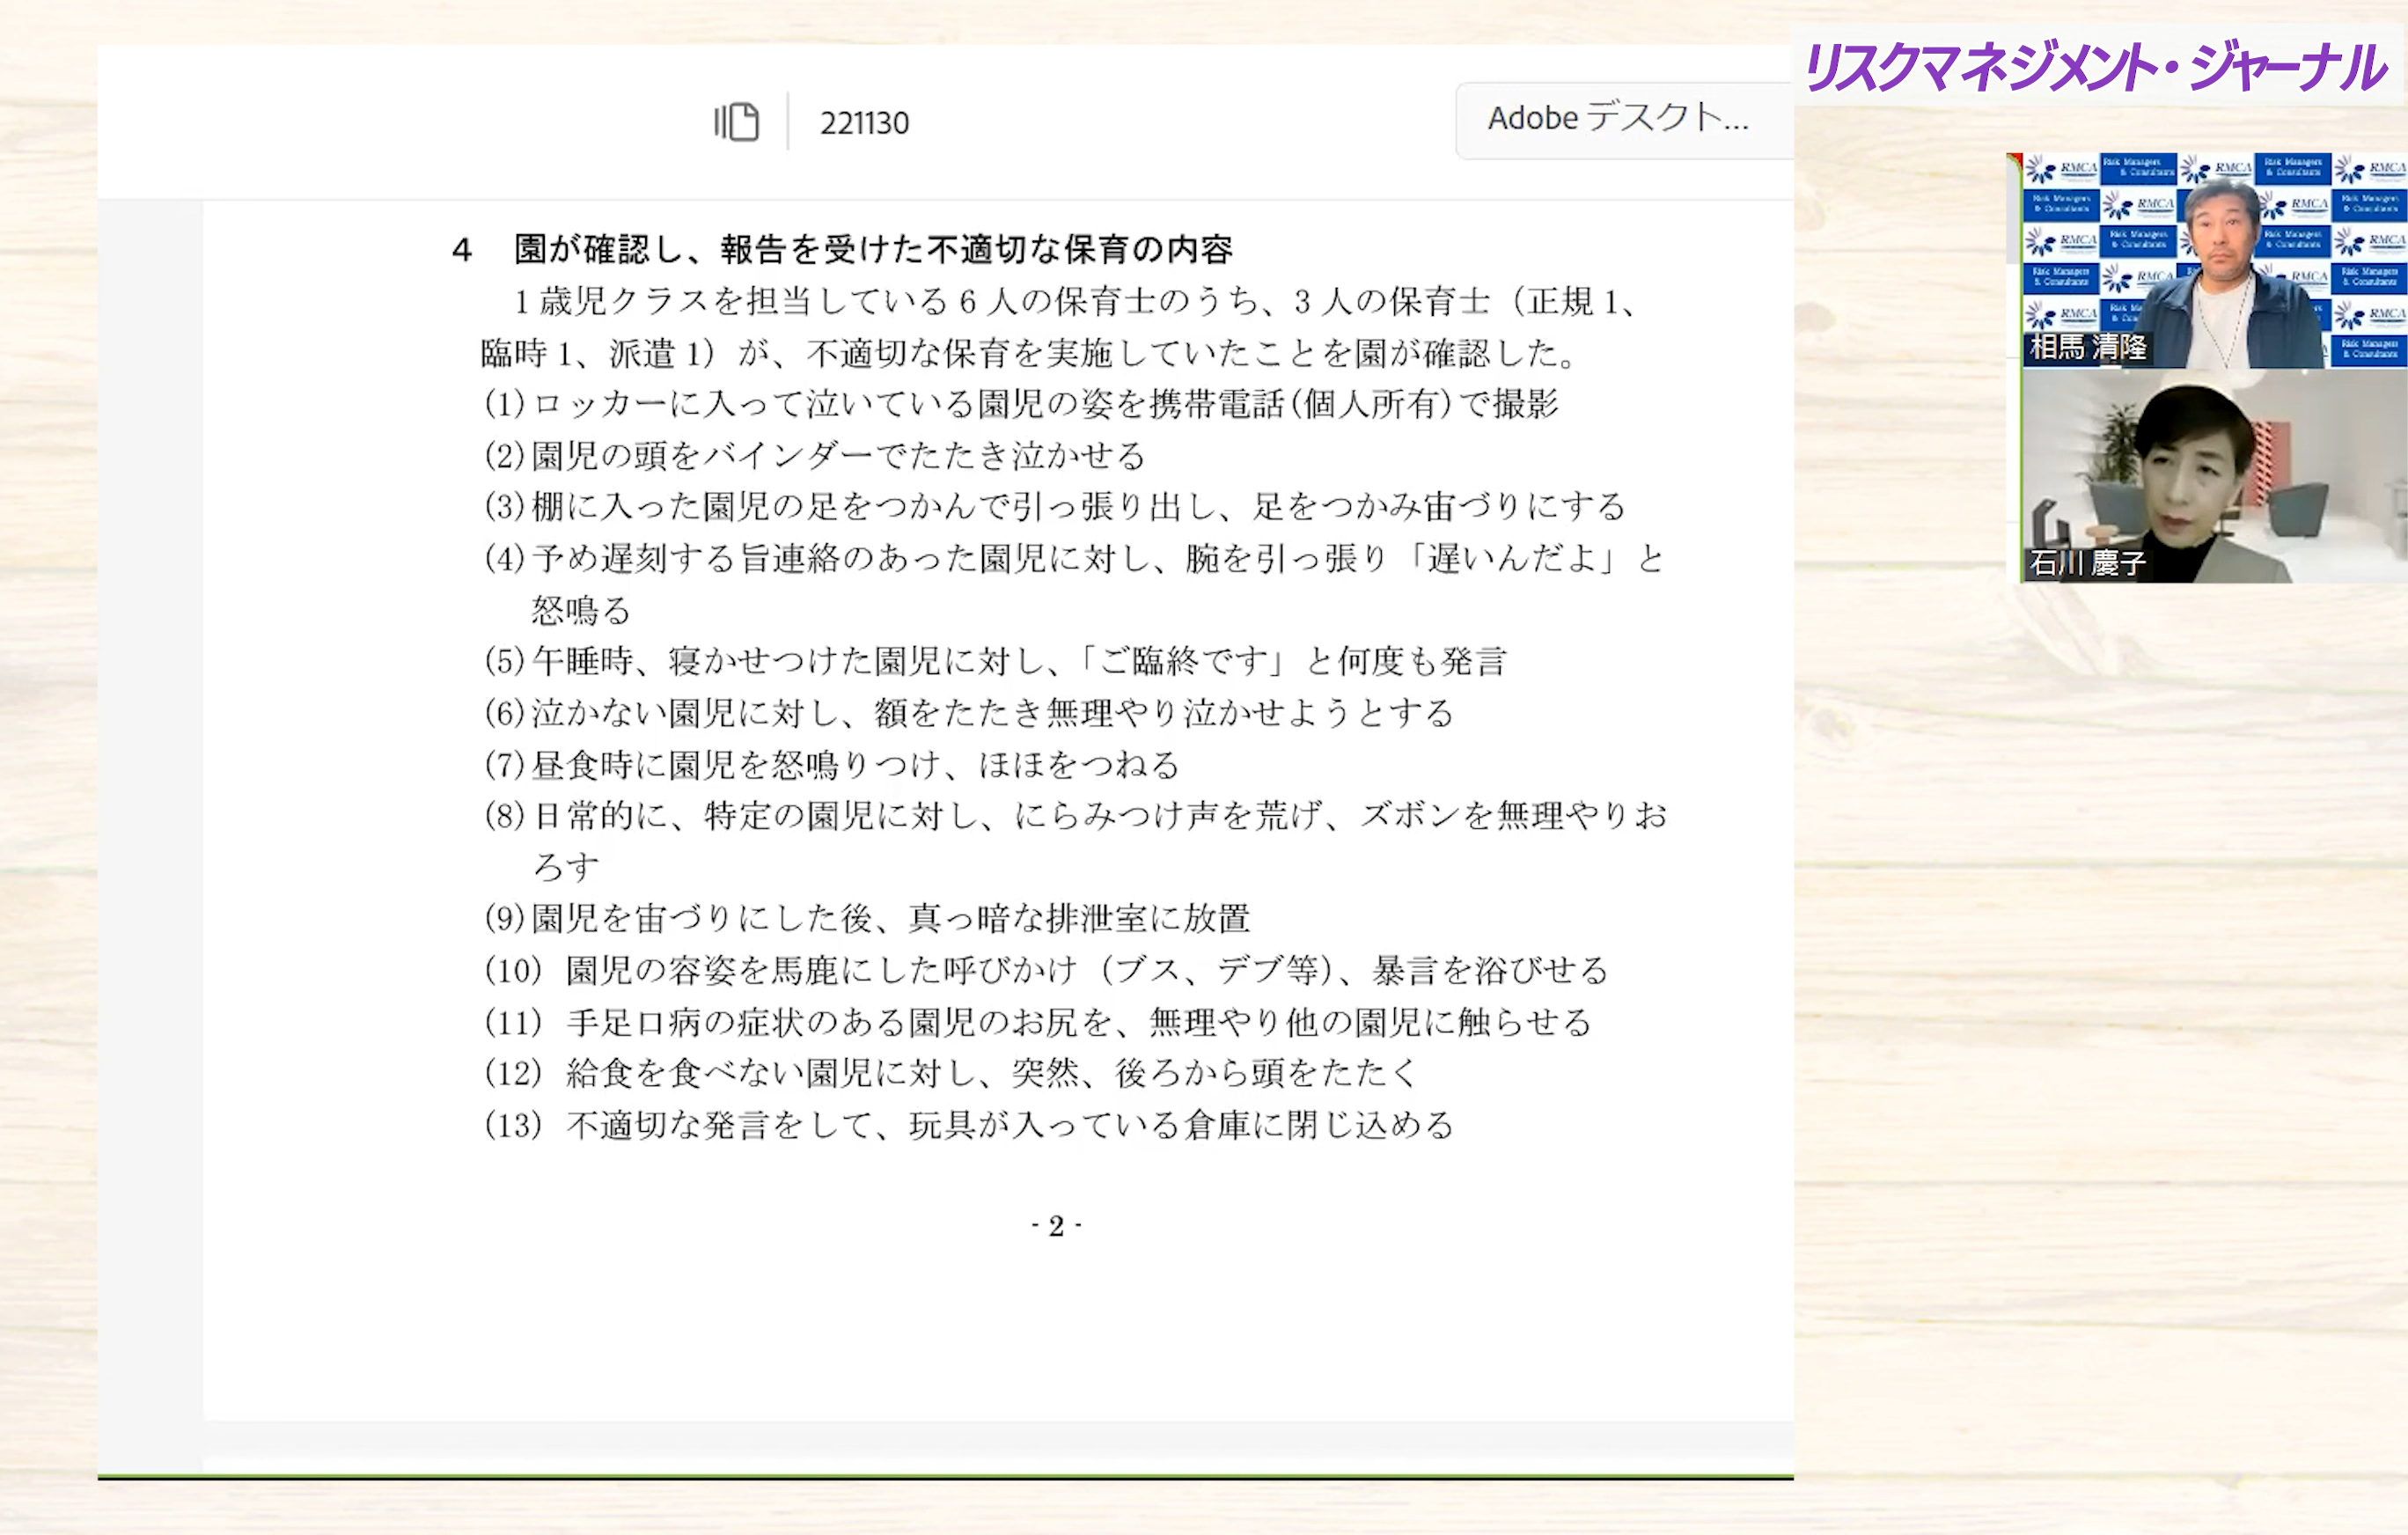 リスクマネジメント・ジャーナル
221130
Adobe デスクト...
4 園が確認し、報告を受けた不適切な保育の内容
1歳児クラスを担当している6人の保育士のうち、3人の保育士（正規1、
臨時1、派遣1）が、不適切な保育を実施していたことを園が確認した。
(1)ロッカーに入って泣いている園児の姿を携帯電話(個人所有)で撮影
(2)園児の頭をバインダーでたたき泣かせる
(3)棚に入った園児の足をつかんで引っ張り出し、足をつかみ宙づりにする
(4)予め遅刻する旨連絡のあった園児に対し、腕を引っ張り「遅いんだよ」と
怒鳴る
(5)午睡時、寝かせつけた園児に対し、「ご臨終です」と何度も発言
(6)泣かない園児に対し、額をたたき無理やり泣かせようとする
(7)昼食時に園児を怒鳴りつけ、ほほをつねる
(8)日常的に、特定の園児に対し、にらみつけ声を荒げ、ズボンを無理やりお
ろす
(9)園児を宙づりにした後、真っ暗な排泄室に放置
(10) 園児の容姿を馬鹿にした呼びかけ（ブス、デブ等）、暴言を浴びせる
(11) 手足口病の症状のある園児のお尻を、無理やり他の園児に触らせる
(12) 給食を食べない園児に対し、突然、後ろから頭をたたく
(13) 不適切な発言をして、玩具が入っている倉庫に閉じ込める
- 2 -
RMCA
Risk Managers
& Consultants
相馬 清隆
石川 慶子